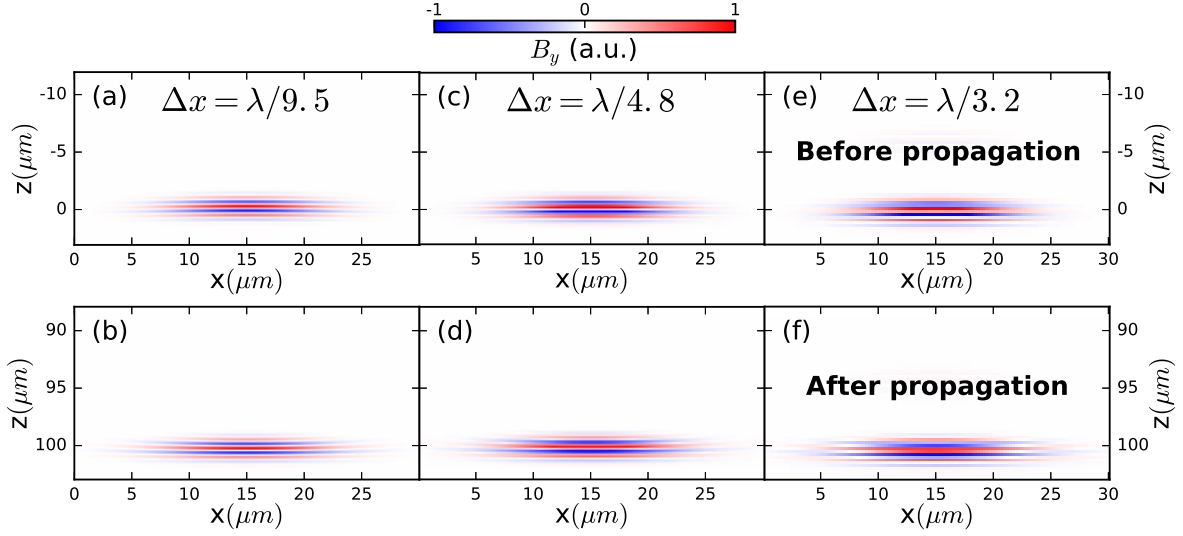 -1 0 1
B_y (a.u.)
(a) Δx = λ/9.5
(c) Δx = λ/4.8
(e) Δx = λ/3.2
Before propagation
z(μm)
-10
-5
0
-10
-5
0
z(μm)
0 5 10 15 20 25
5 10 15 20 25
5 10 15 20 25 30
x(μm)
x(μm)
x(μm)
(b)
(d)
(f)
After propagation
z(μm)
90
95
100
90
95
100
z(μm)
0 5 10 15 20 25
5 10 15 20 25
5 10 15 20 25 30
x(μm)
x(μm)
x(μm)